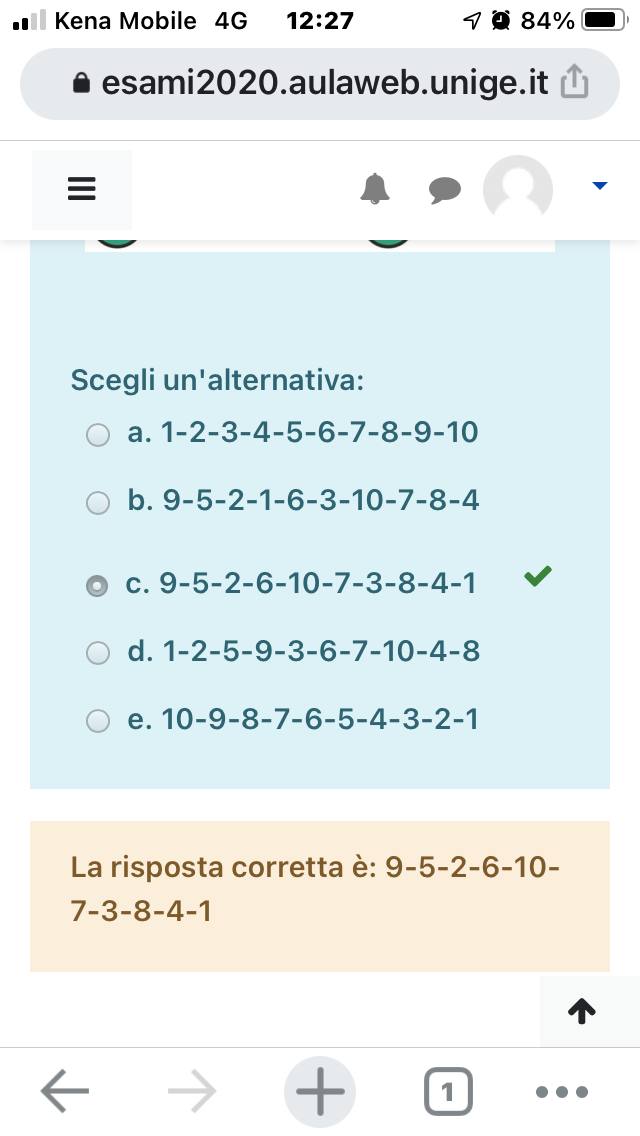 Kena Mobile 4G 12:27 84%
esami2020.aulaweb.unige.it
Scegli un'alternativa:
a. 1-2-3-4-5-6-7-8-9-10
b. 9-5-2-1-6-3-10-7-8-4
c. 9-5-2-6-10-7-3-8-4-1
d. 1-2-5-9-3-6-7-10-4-8
e. 10-9-8-7-6-5-4-3-2-1
La risposta corretta è: 9-5-2-6-10-
7-3-8-4-1
1